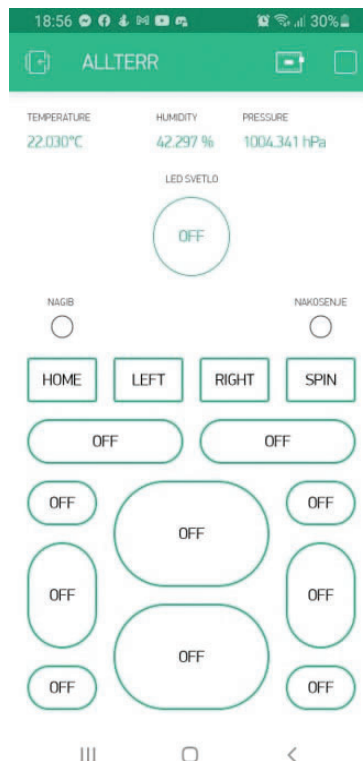 18:56 30%
ALLTERR
TEMPERATURE HUMIDITY PRESSURE
22.030°C 42.297 % 1004.341 hPa
LED SVETLO
OFF
NAGIB NAKOSENJE
HOME LEFT RIGHT SPIN
OFF OFF
OFF OFF OFF
OFF OFF
OFF
OFF OFF